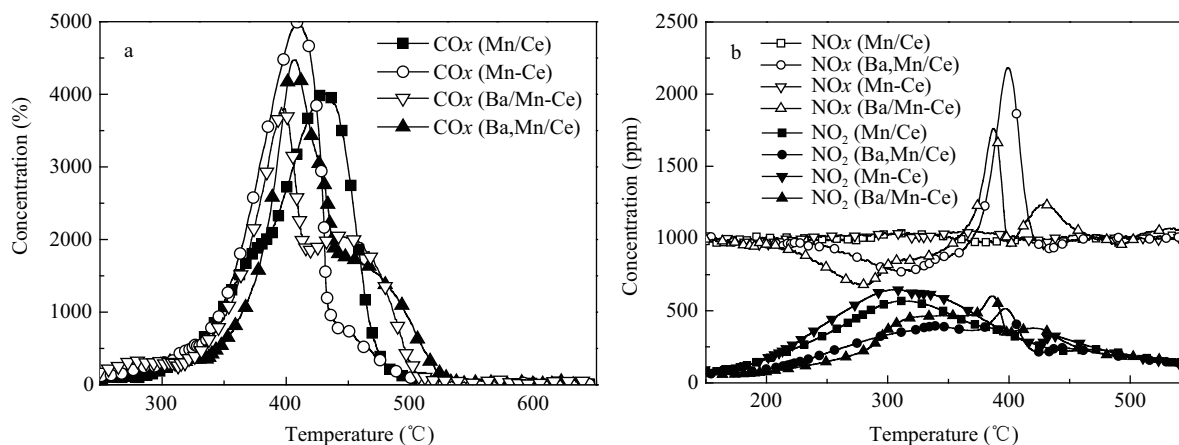 a
COx (Mn/Ce)
COx (Mn-Ce)
COx (Ba/Mn-Ce)
COx (Ba,Mn/Ce)
Concentration (%)
5000
4000
3000
2000
1000
0
300
400
500
600
Temperature (℃)
b
NOx (Mn/Ce)
NOx (Ba,Mn/Ce)
NOx (Mn-Ce)
NOx (Ba/Mn-Ce)
NO₂ (Mn/Ce)
NO₂ (Ba,Mn/Ce)
NO₂ (Mn-Ce)
NO₂ (Ba/Mn-Ce)
Concentration (ppm)
2500
2000
1500
1000
500
0
200
300
400
500
Temperature (℃)